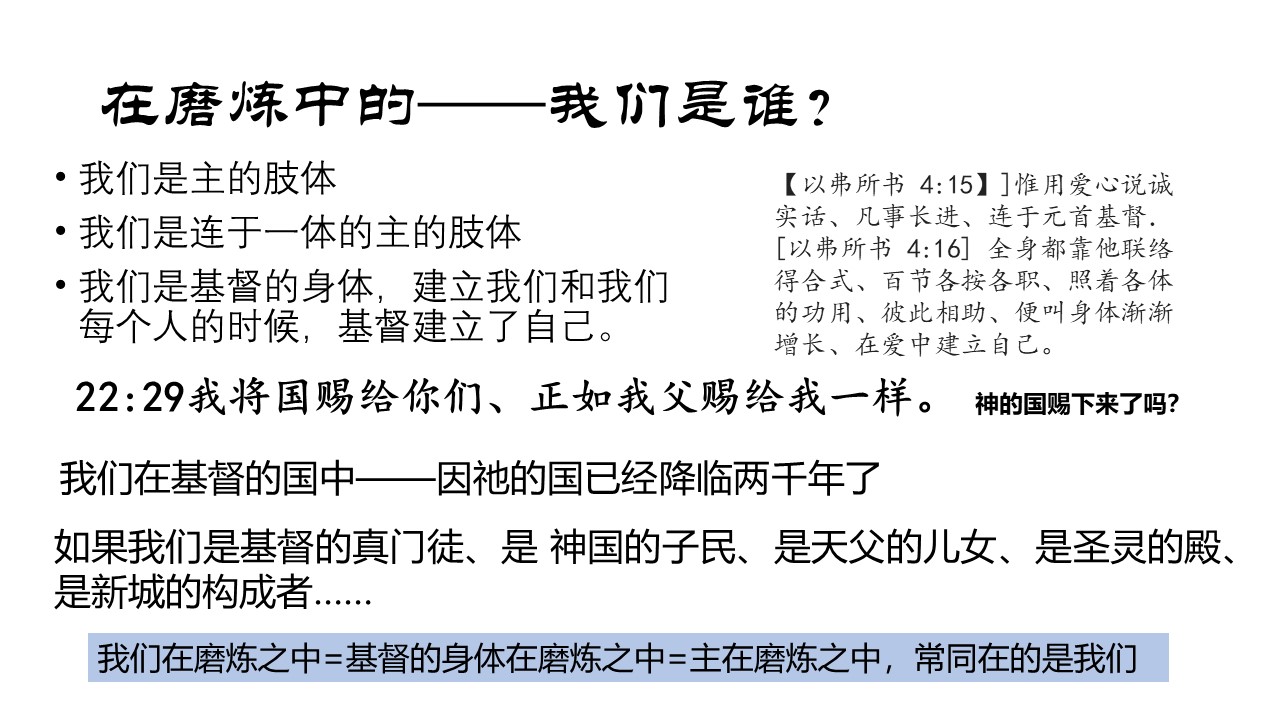 在磨炼中的——我们是谁?
• 我们是主的肢体
• 我们是连于一体的主的肢体
• 我们是基督的身体，建立我们和我们
每个人的时候，基督建立了自己。
【以弗所书 4:15】]惟用爱心说诚
实话、凡事长进、连于元首基督.
[以弗所书 4:16] 全身都靠他联络
得合式、百节各按各职、照着各体
的功用、彼此相助、便叫身体渐渐
增长、在爱中建立自己。
22:29我将国赐给你们、正如我父赐给我一样。 神的国赐下来了吗?
我们在基督的国中——因祂的国已经降临两千年了
如果我们是基督的真门徒、是 神国的子民、是天父的儿女、是圣灵的殿、
是新城的构成者……
我们在磨炼之中=基督的身体在磨炼之中=主在磨炼之中，常同在的是我们